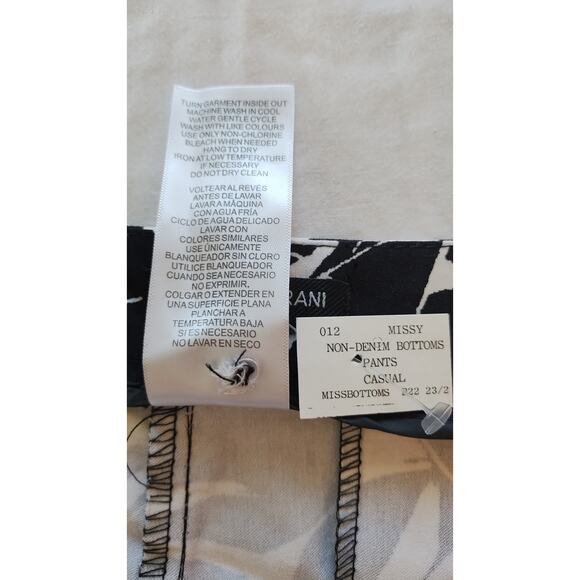 TURN GARMENT INSIDE OUT
MACHINE WASH IN COOL
WATER GENTLE CYCLE
WASH WITH LIKE COLOURS
USE ONLY NON-CHLORINE
BLEACH WHEN NEEDED
HANG TO DRY
IRON AT LOW TEMPERATURE
IF NECESSARY
DO NOT DRY CLEAN
VOLTEAR AL REVÉS
ANTES DE LAVAR
LAVAR A MÁQUINA
CON AGUA FRÍA
CICLO DE AGUA DELICADO
LAVAR CON
COLORES SIMILARES
USE ÚNICAMENTE
BLANQUEADOR SIN CLORO
UTILICE BLANQUEADOR
CUANDO SEA NECESARIO
NO EXPRIMIR.
COLGAR O EXTENDER EN
UNA SUPERFICIE PLANA
PLANCHAR A
TEMPERATURA BAJA
SI ES NECESARIO
NO LAVAR EN SECO
RANI
012 MISSY
NON-DENIM BOTTOMS
PANTS
CASUAL
MISSBOTTOMS P22 23/2